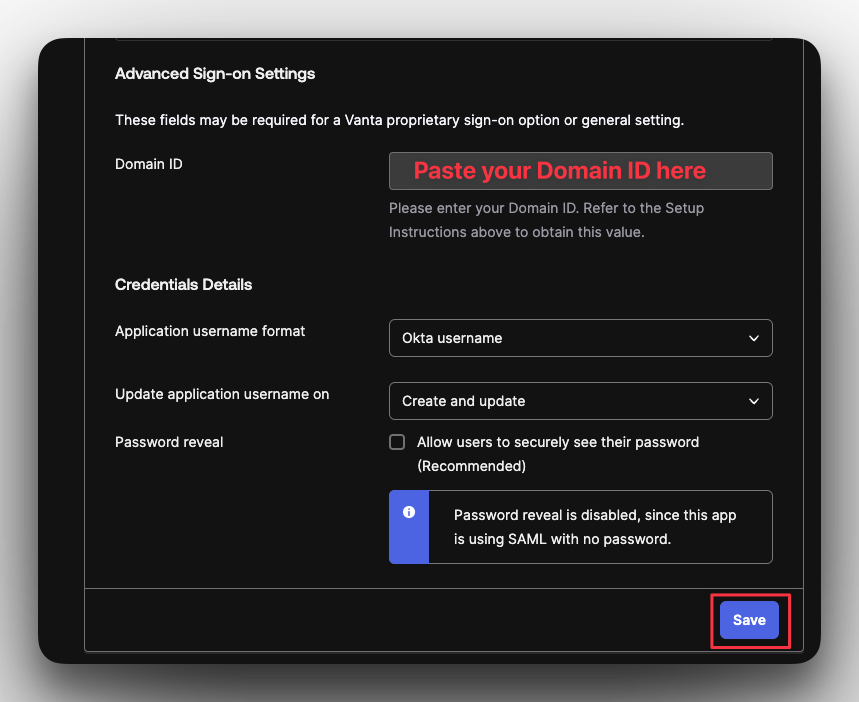 Advanced Sign-on Settings
These fields may be required for a Vanta proprietary sign-on option or general setting.
Domain ID
Paste your Domain ID here
Please enter your Domain ID. Refer to the Setup
Instructions above to obtain this value.
Credentials Details
Application username format
Okta username
Update application username on
Create and update
Password reveal
Allow users to securely see their password
(Recommended)
Password reveal is disabled, since this app
is using SAML with no password.
Save